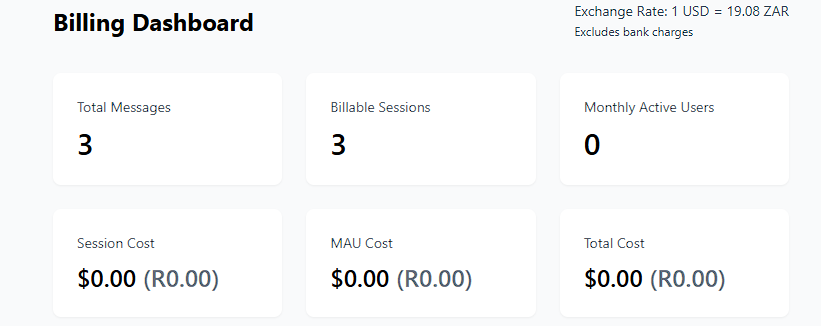 Billing Dashboard
Exchange Rate: 1 USD = 19.08 ZAR
Excludes bank charges
Total Messages
3
Billable Sessions
3
Monthly Active Users
0
Session Cost
$0.00 (R0.00)
MAU Cost
$0.00 (R0.00)
Total Cost
$0.00 (R0.00)